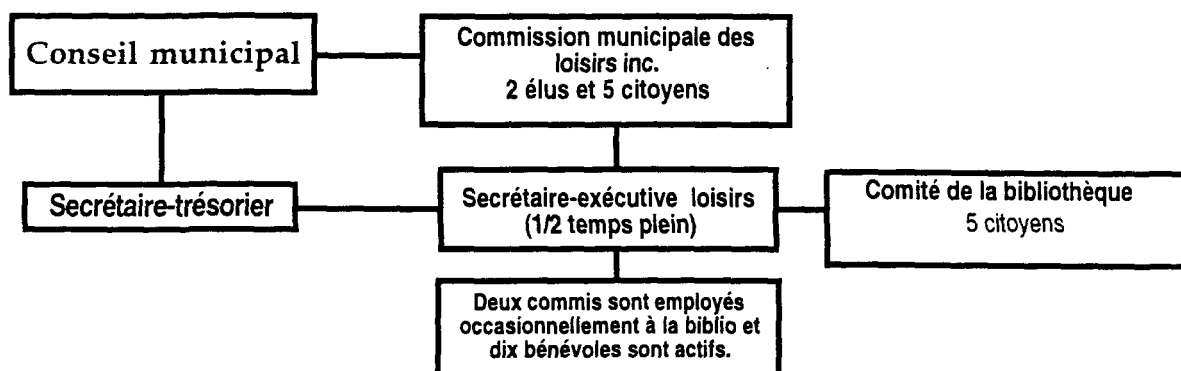 Conseil municipal
Commission municipale des
loisirs inc.
2 élus et 5 citoyens
Secrétaire-trésorier
Secrétaire-exécutive loisirs
(1/2 temps plein)
Comité de la bibliothèque
5 citoyens
Deux commis sont employés
occasionnellement à la biblio et
dix bénévoles sont actifs.